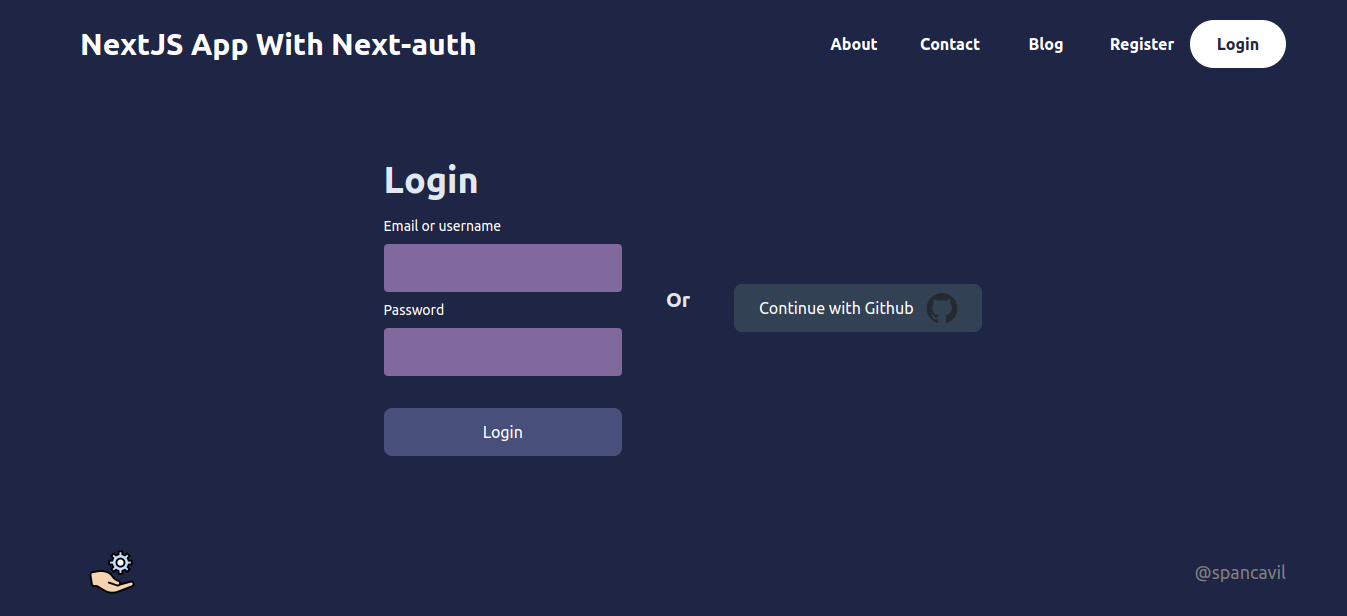 NextJS App With Next-auth
About Contact Blog Register Login
Login
Email or username
Password
Login
Or
Continue with Github
@spancavil